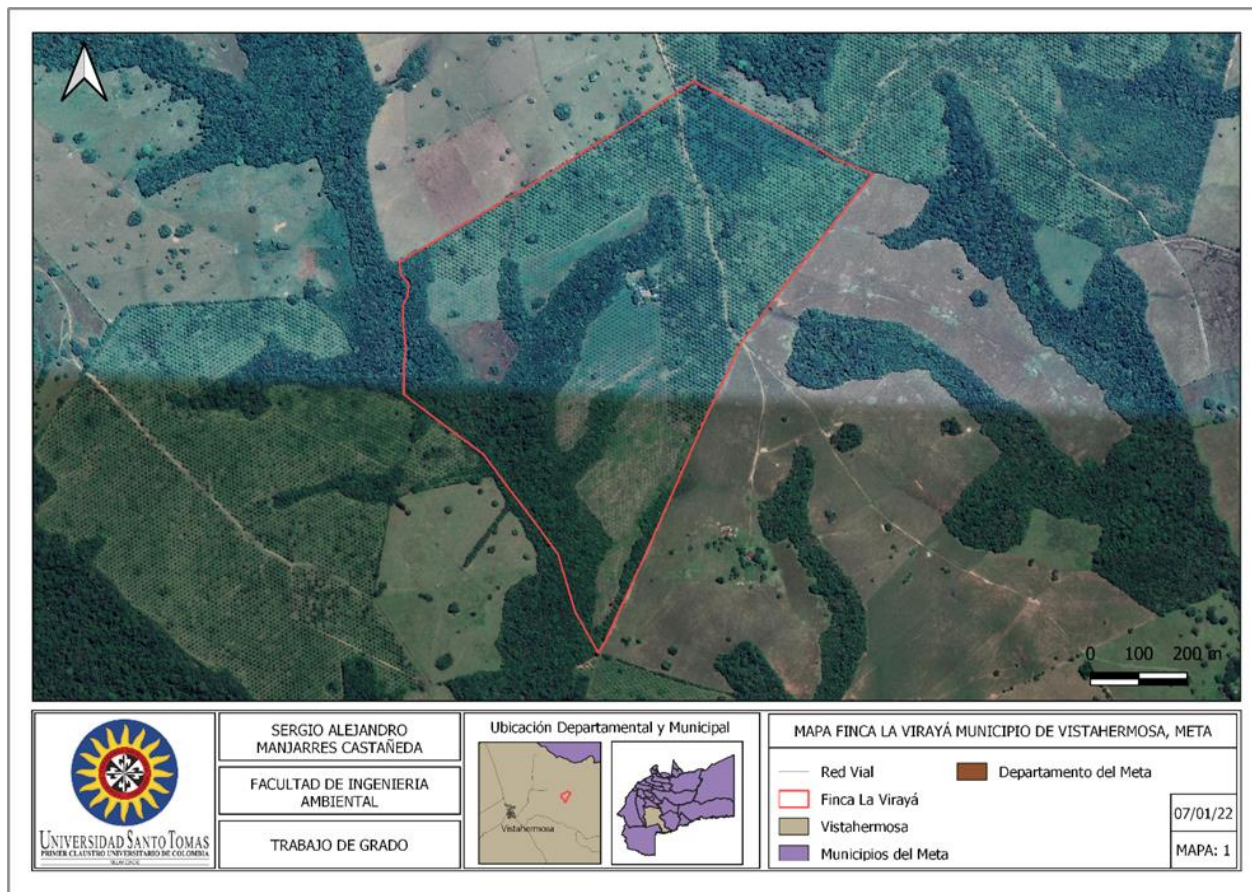 0 100 200 m
UNIVERSIDAD SANTO TOMAS
PRIMER CLAUSTRO UNIVERSITARIO DE COLOMBIA
SERGIO ALEJANDRO
MANJARRES CASTAÑEDA
FACULTAD DE INGENIERIA
AMBIENTAL
TRABAJO DE GRADO
Ubicación Departamental y Municipal
Vistahermosa
MAPA FINCA LA VIRAYÁ MUNICIPIO DE VISTAHERMOSA, META
Red Vial
Finca La Virayá
Vistahermosa
Municipios del Meta
Departamento del Meta
07/01/22
MAPA: 1